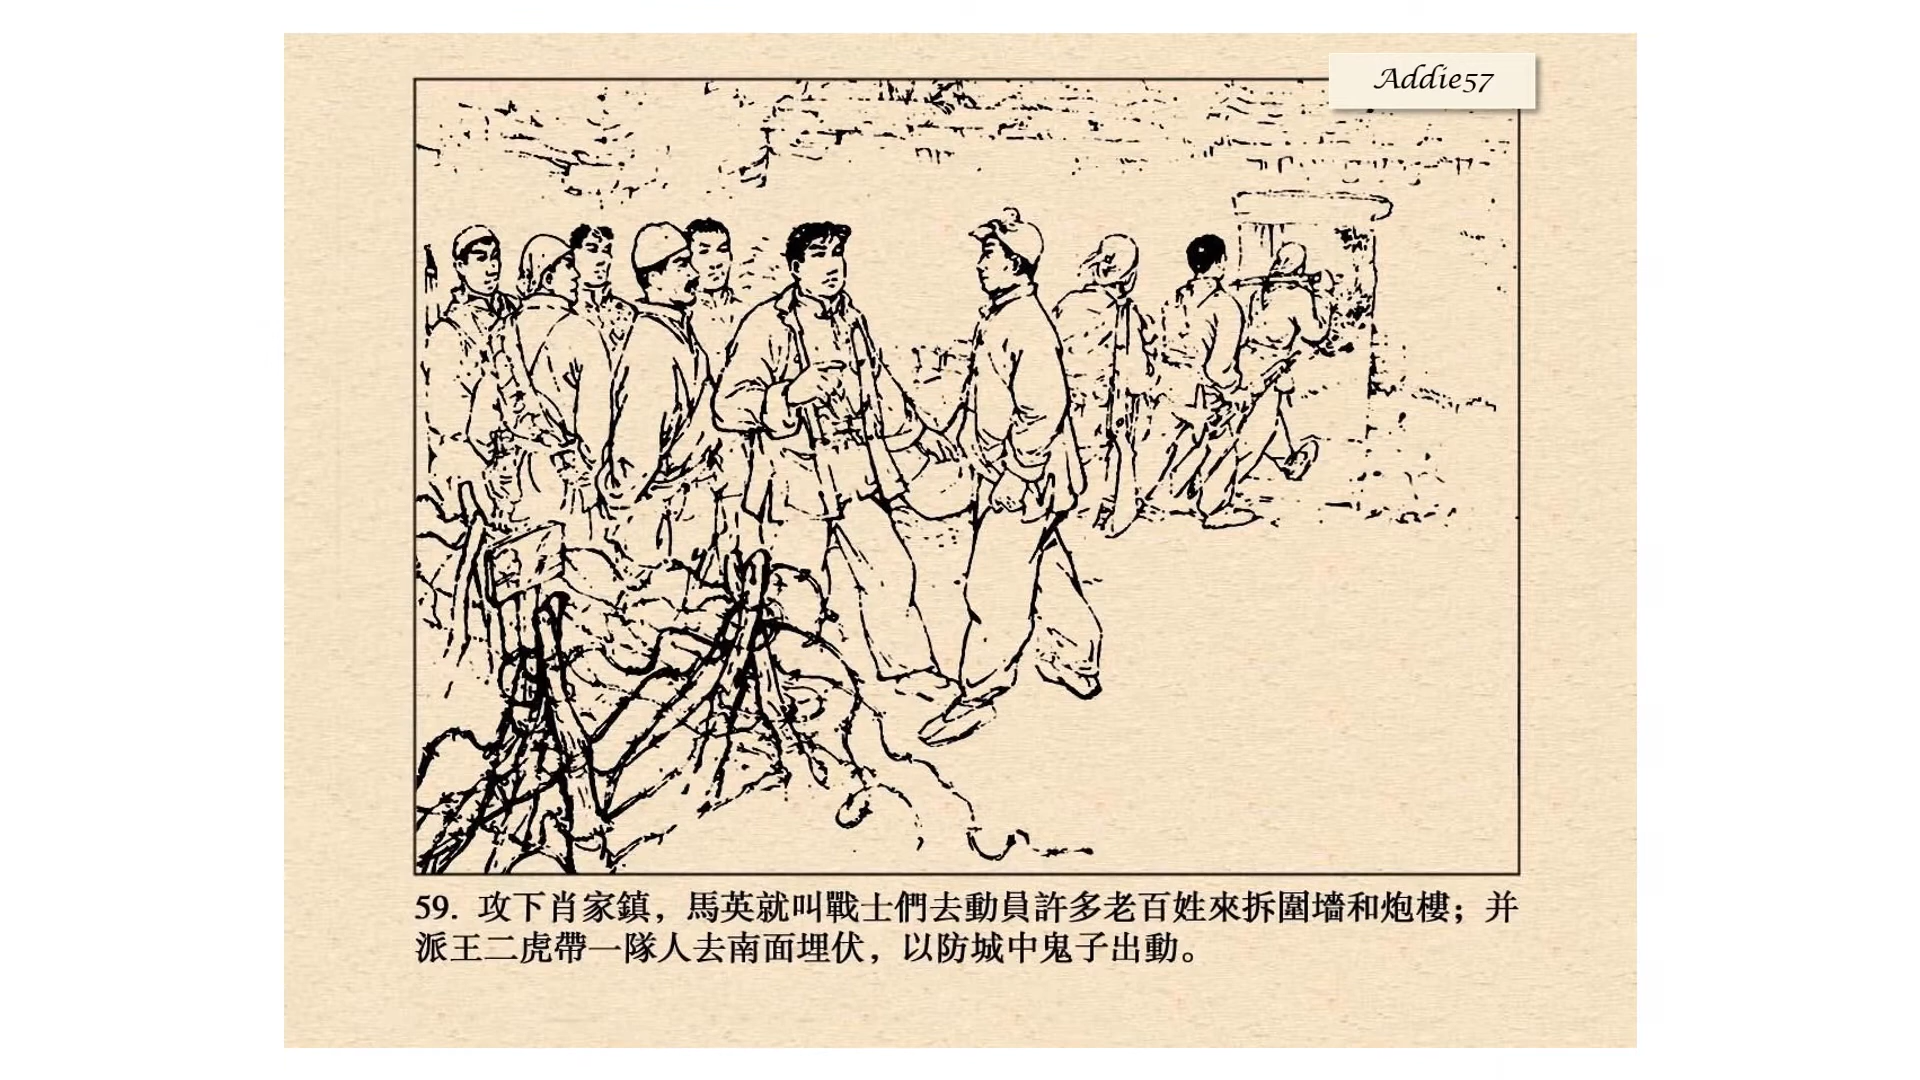 Addie57
59. 攻下肖家鎮，馬英就叫戰士們去動員許多老百姓來拆圍墻和炮樓；并
派王二虎帶一隊人去南面埋伏，以防城中鬼子出動。